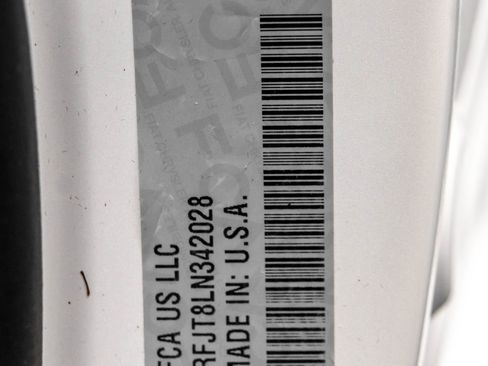 FCA US LLC
RFJT8LN342028
MADE IN: U.S.A.